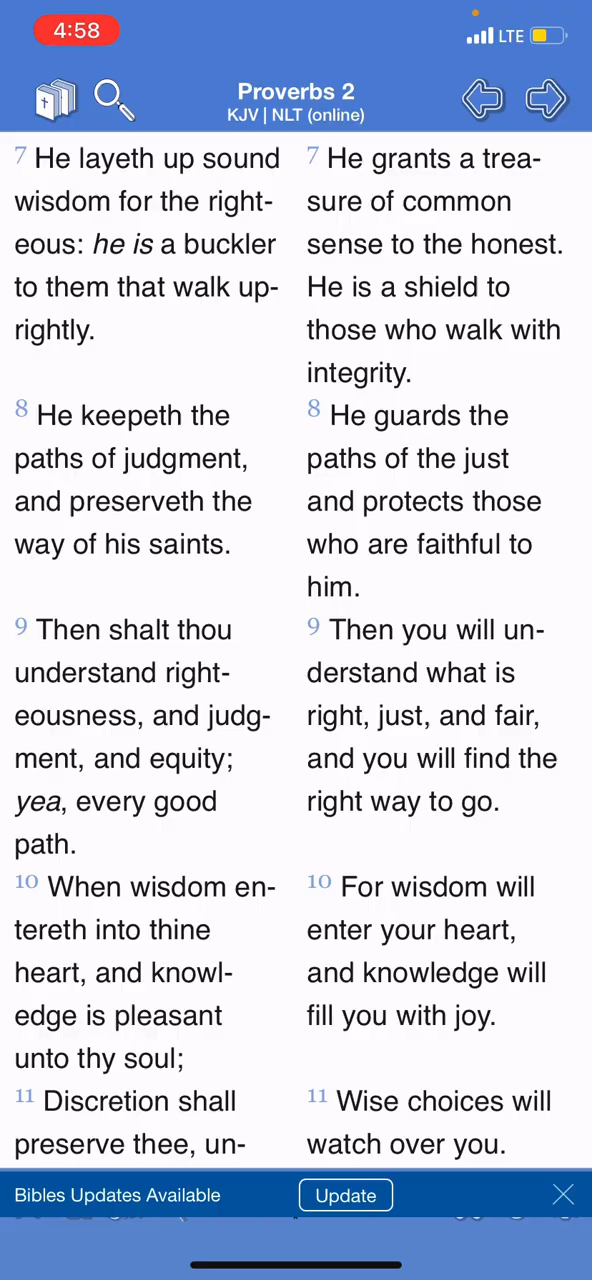 4:58
LTE
Proverbs 2
KJV | NLT (online)
7 He layeth up sound
wisdom for the right-
eous: he is a buckler
to them that walk up-
rightly.
8 He keepeth the
paths of judgment,
and preserveth the
way of his saints.
9 Then shalt thou
understand right-
eousness, and judg-
ment, and equity;
yea, every good
path.
10 When wisdom en-
tereth into thine
heart, and knowl-
edge is pleasant
unto thy soul;
11 Discretion shall
preserve thee, un-
7 He grants a trea-
sure of common
sense to the honest.
He is a shield to
those who walk with
integrity.
8 He guards the
paths of the just
and protects those
who are faithful to
him.
9 Then you will un-
derstand what is
right, just, and fair,
and you will find the
right way to go.
10 For wisdom will
enter your heart,
and knowledge will
fill you with joy.
11 Wise choices will
watch over you.
Bibles Updates Available
Update